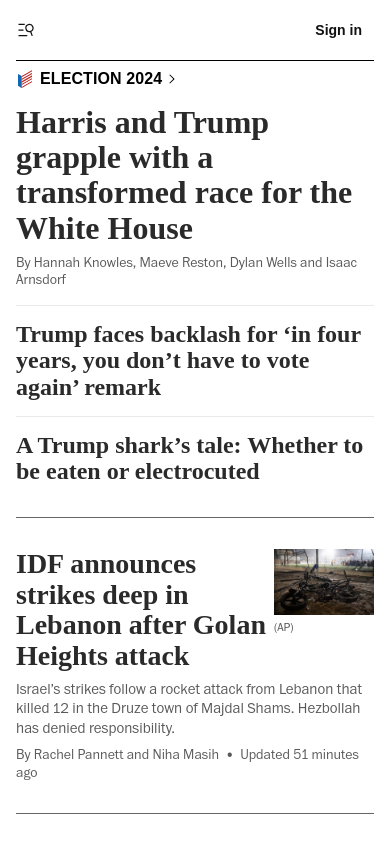 Sign in
ELECTION 2024
Harris and Trump
grapple with a
transformed race for the
White House
By Hannah Knowles, Maeve Reston, Dylan Wells and Isaac
Arnsdorf
Trump faces backlash for ‘in four
years, you don’t have to vote
again’ remark
A Trump shark’s tale: Whether to
be eaten or electrocuted
IDF announces
strikes deep in
Lebanon after Golan
Heights attack
(AP)
Israel’s strikes follow a rocket attack from Lebanon that
killed 12 in the Druze town of Majdal Shams. Hezbollah
has denied responsibility.
By Rachel Pannett and Niha Masih • Updated 51 minutes
ago